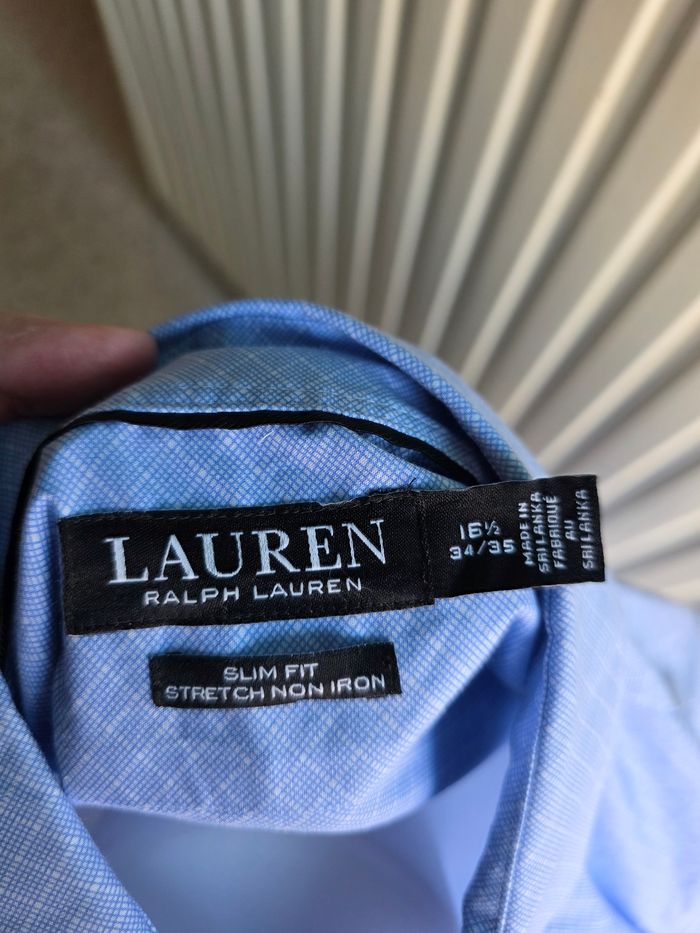 LAUREN
RALPH LAUREN
16½
34/35
MADE IN
SRI LANKA
FABRIQUÉ
AU
SRI LANKA
SLIM FIT
STRETCH NON IRON